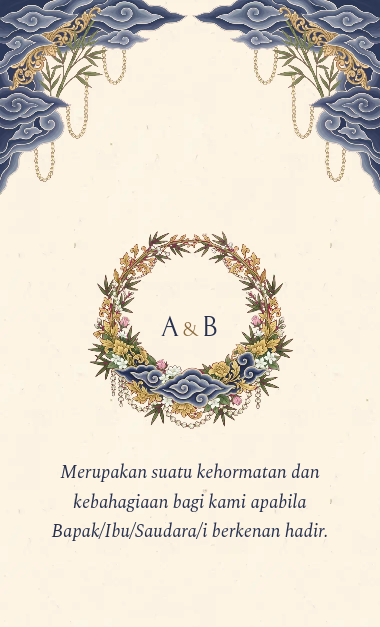 A & B
Merupakan suatu kehormatan dan
kebahagiaan bagi kami apabila
Bapak/Ibu/Saudara/i berkenan hadir.